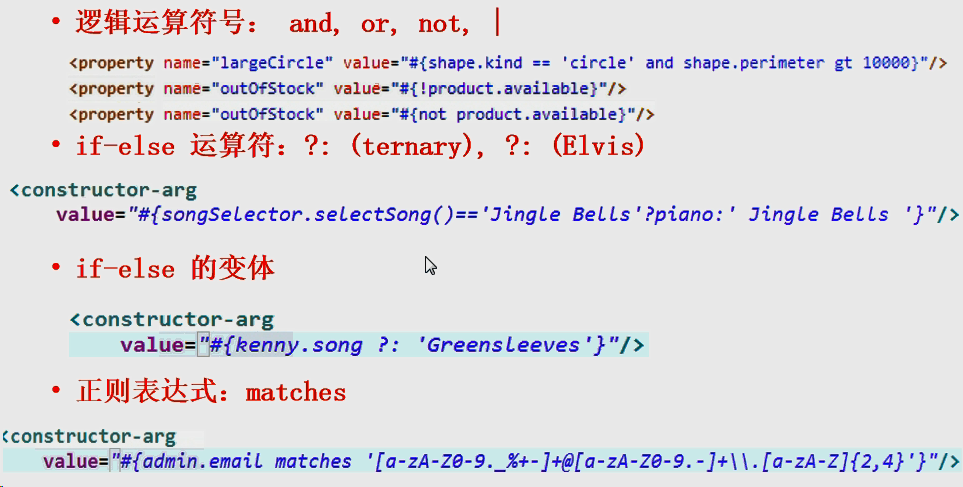 • 逻辑运算符号： and, or, not, |
<property name="largeCircle" value="#{shape.kind == 'circle' and shape.perimeter gt 10000}"/>
<property name="outOfStock" value="#{!product.available}"/>
<property name="outOfStock" value="#{not product.available}"/>
• if-else 运算符：?: (ternary), ?: (Elvis)
<constructor-arg
value="#{songSelector.selectSong()=='Jingle Bells'?piano:' Jingle Bells '}"/>
• if-else 的变体
<constructor-arg
value="#{kenny.song ?: 'Greensleeves'}"/>
• 正则表达式：matches
<constructor-arg
value="#{admin.email matches '[a-zA-Z0-9._%+-]+@[a-zA-Z0-9.-]+\\.[a-zA-Z]{2,4}'}"/>